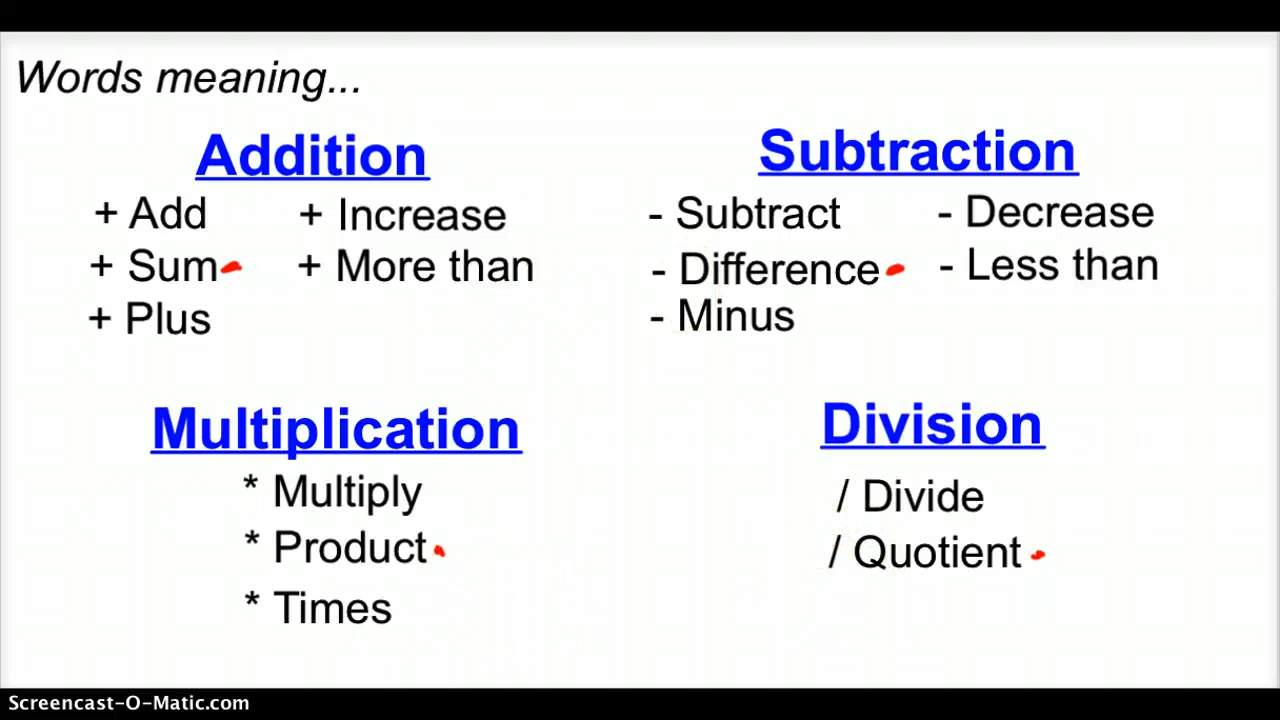 Words meaning...
Addition
+ Add
+ Sum
+ Plus
+ Increase
+ More than
Subtraction
- Subtract
- Difference
- Minus
- Decrease
- Less than
Multiplication
* Multiply
* Product
* Times
Division
/ Divide
/ Quotient
Screencast-O-Matic.com